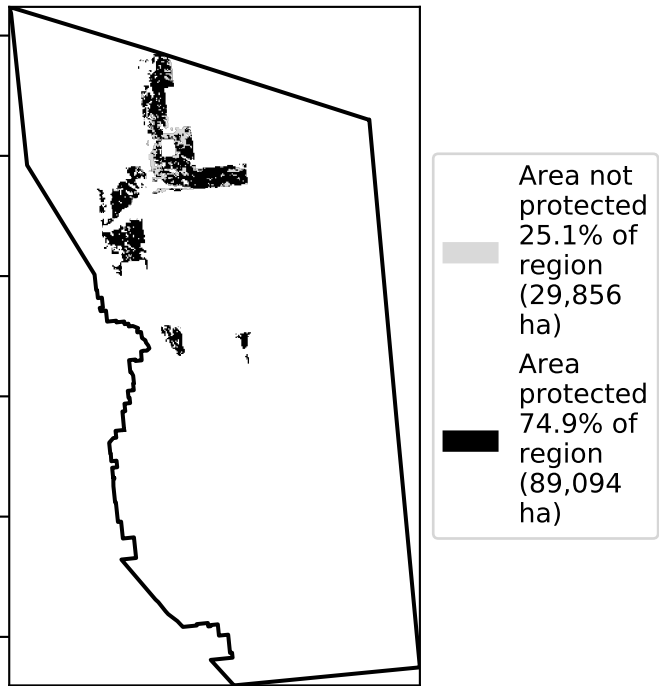 Area not
protected
25.1% of
region
(29,856
ha)
Area
protected
74.9% of
region
(89,094
ha)